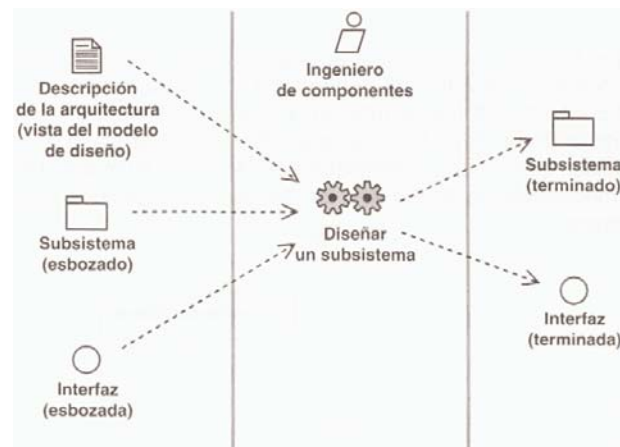 Descripción
de la arquitectura
(vista del modelo
de diseño)
Subsistema
(esbozado)
Interfaz
(esbozada)
Ingeniero
de componentes
Diseñar
un subsistema
Subsistema
(terminado)
Interfaz
(terminada)